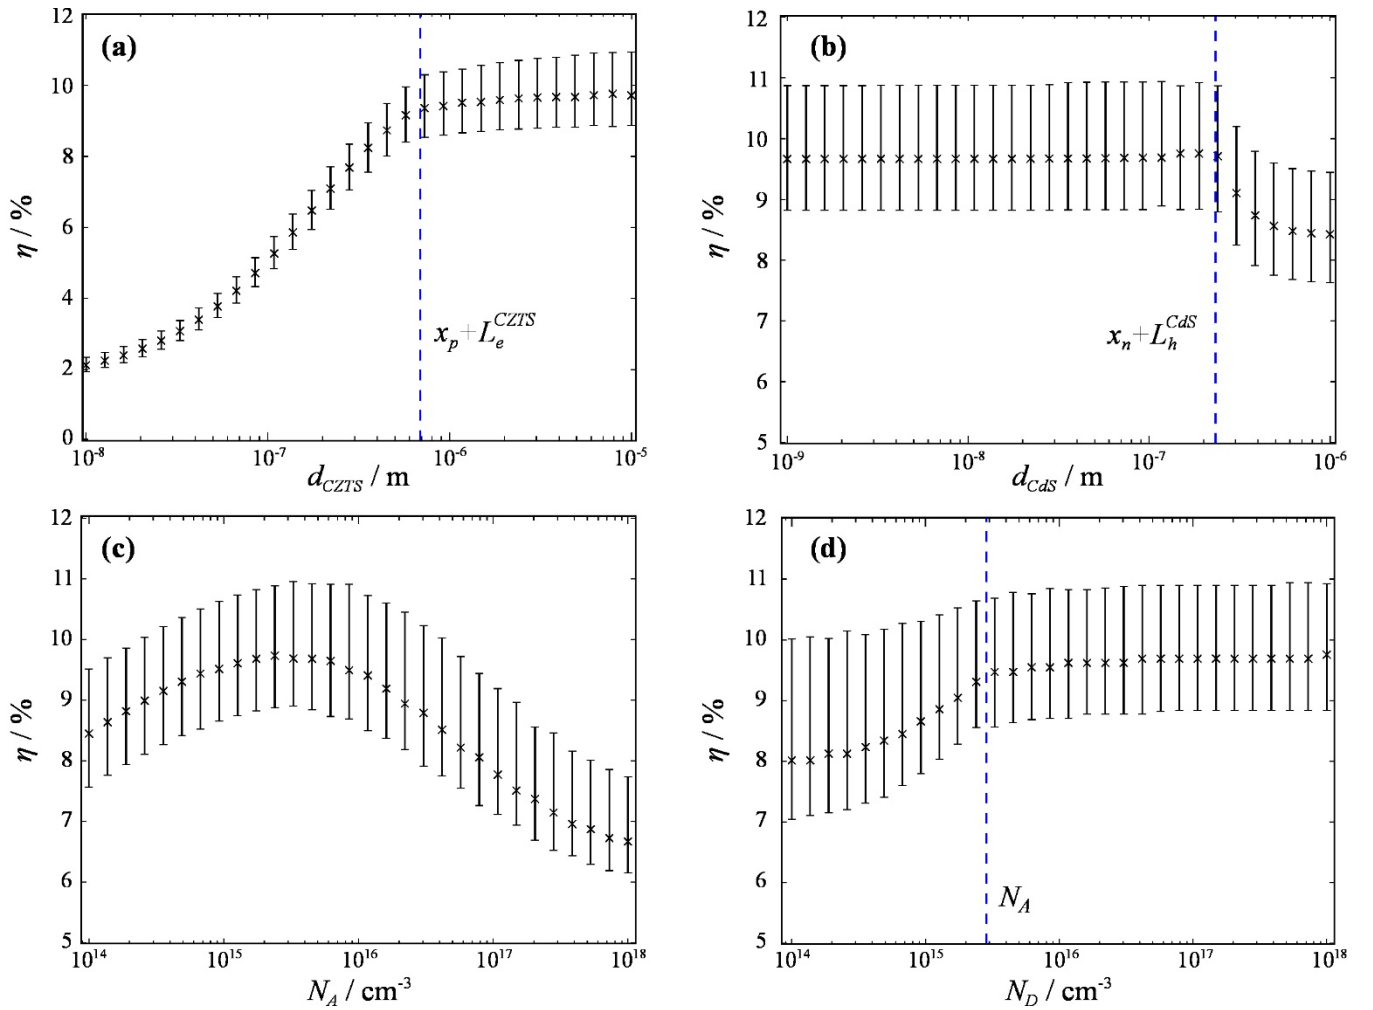 (a)
12
10
8
6
4
2
0
η / %
x_p+L_e^CZTS
10^-8 10^-7 10^-6 10^-5
d_CZTS / m
(b)
12
11
10
9
8
7
6
5
η / %
x_n+L_h^CdS
10^-9 10^-8 10^-7 10^-6
d_CdS / m
(c)
12
11
10
9
8
7
6
5
η / %
10^14 10^15 10^16 10^17 10^18
N_A / cm^-3
(d)
12
11
10
9
8
7
6
5
η / %
N_A
10^14 10^15 10^16 10^17 10^18
N_D / cm^-3